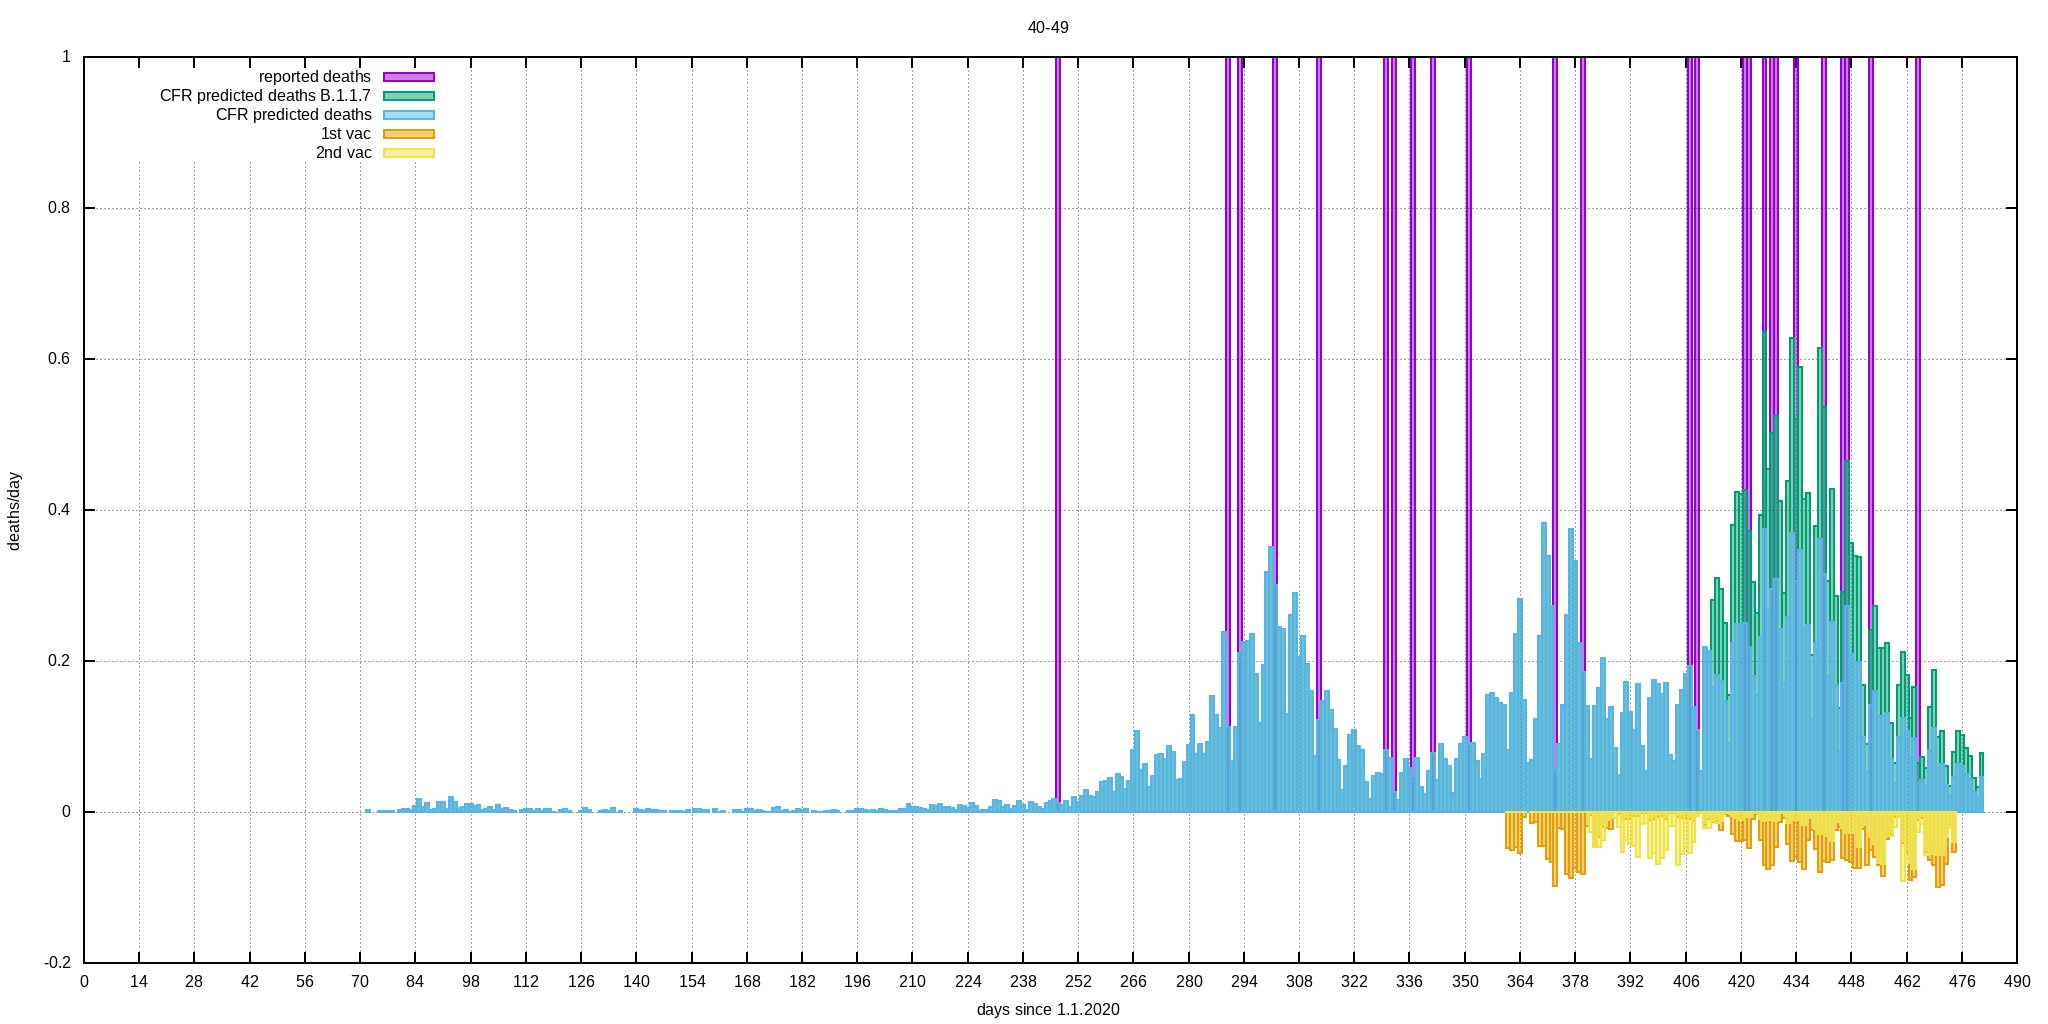 40-49
1
reported deaths
CFR predicted deaths B.1.1.7
CFR predicted deaths
1st vac
2nd vac
0.8
0.6
0.4
0.2
0
-0.2
deaths/day
0 14 28 42 56 70 84 98 112 126 140 154 168 182 196 210 224 238 252 266 280 294 308 322 336 350 364 378 392 406 420 434 448 462 476 490
days since 1.1.2020